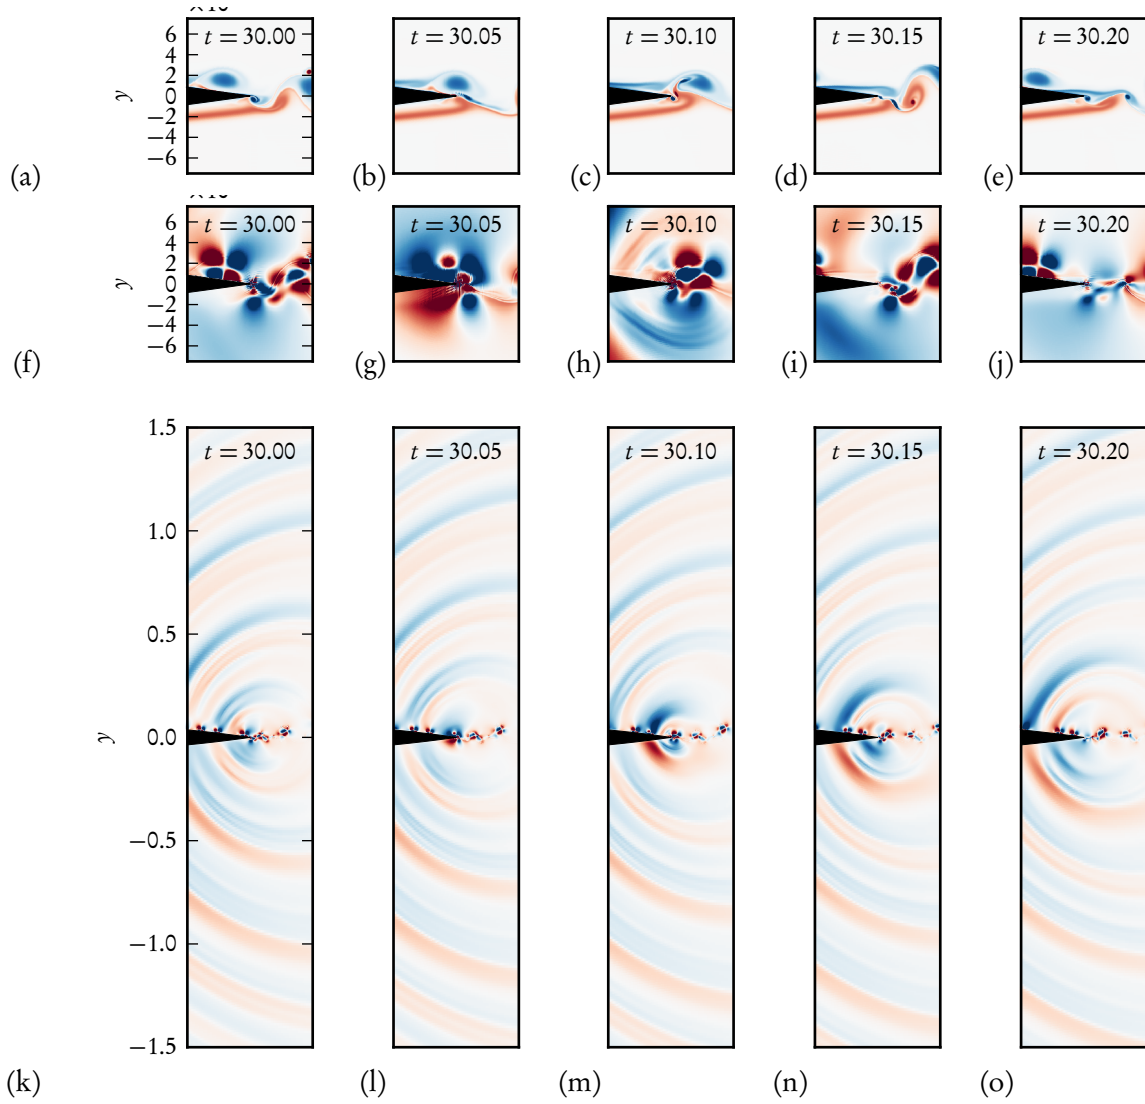 t = 30.00 t = 30.05 t = 30.10 t = 30.15 t = 30.20
6
4
2
0
−2
−4
−6
y
(a) (b) (c) (d) (e)
t = 30.00 t = 30.05 t = 30.10 t = 30.15 t = 30.20
6
4
2
0
−2
−4
−6
y
(f) (g) (h) (i) (j)
1.5
t = 30.00 t = 30.05 t = 30.10 t = 30.15 t = 30.20
1.0
0.5
0.0
y
−0.5
−1.0
−1.5
(k) (l) (m) (n) (o)